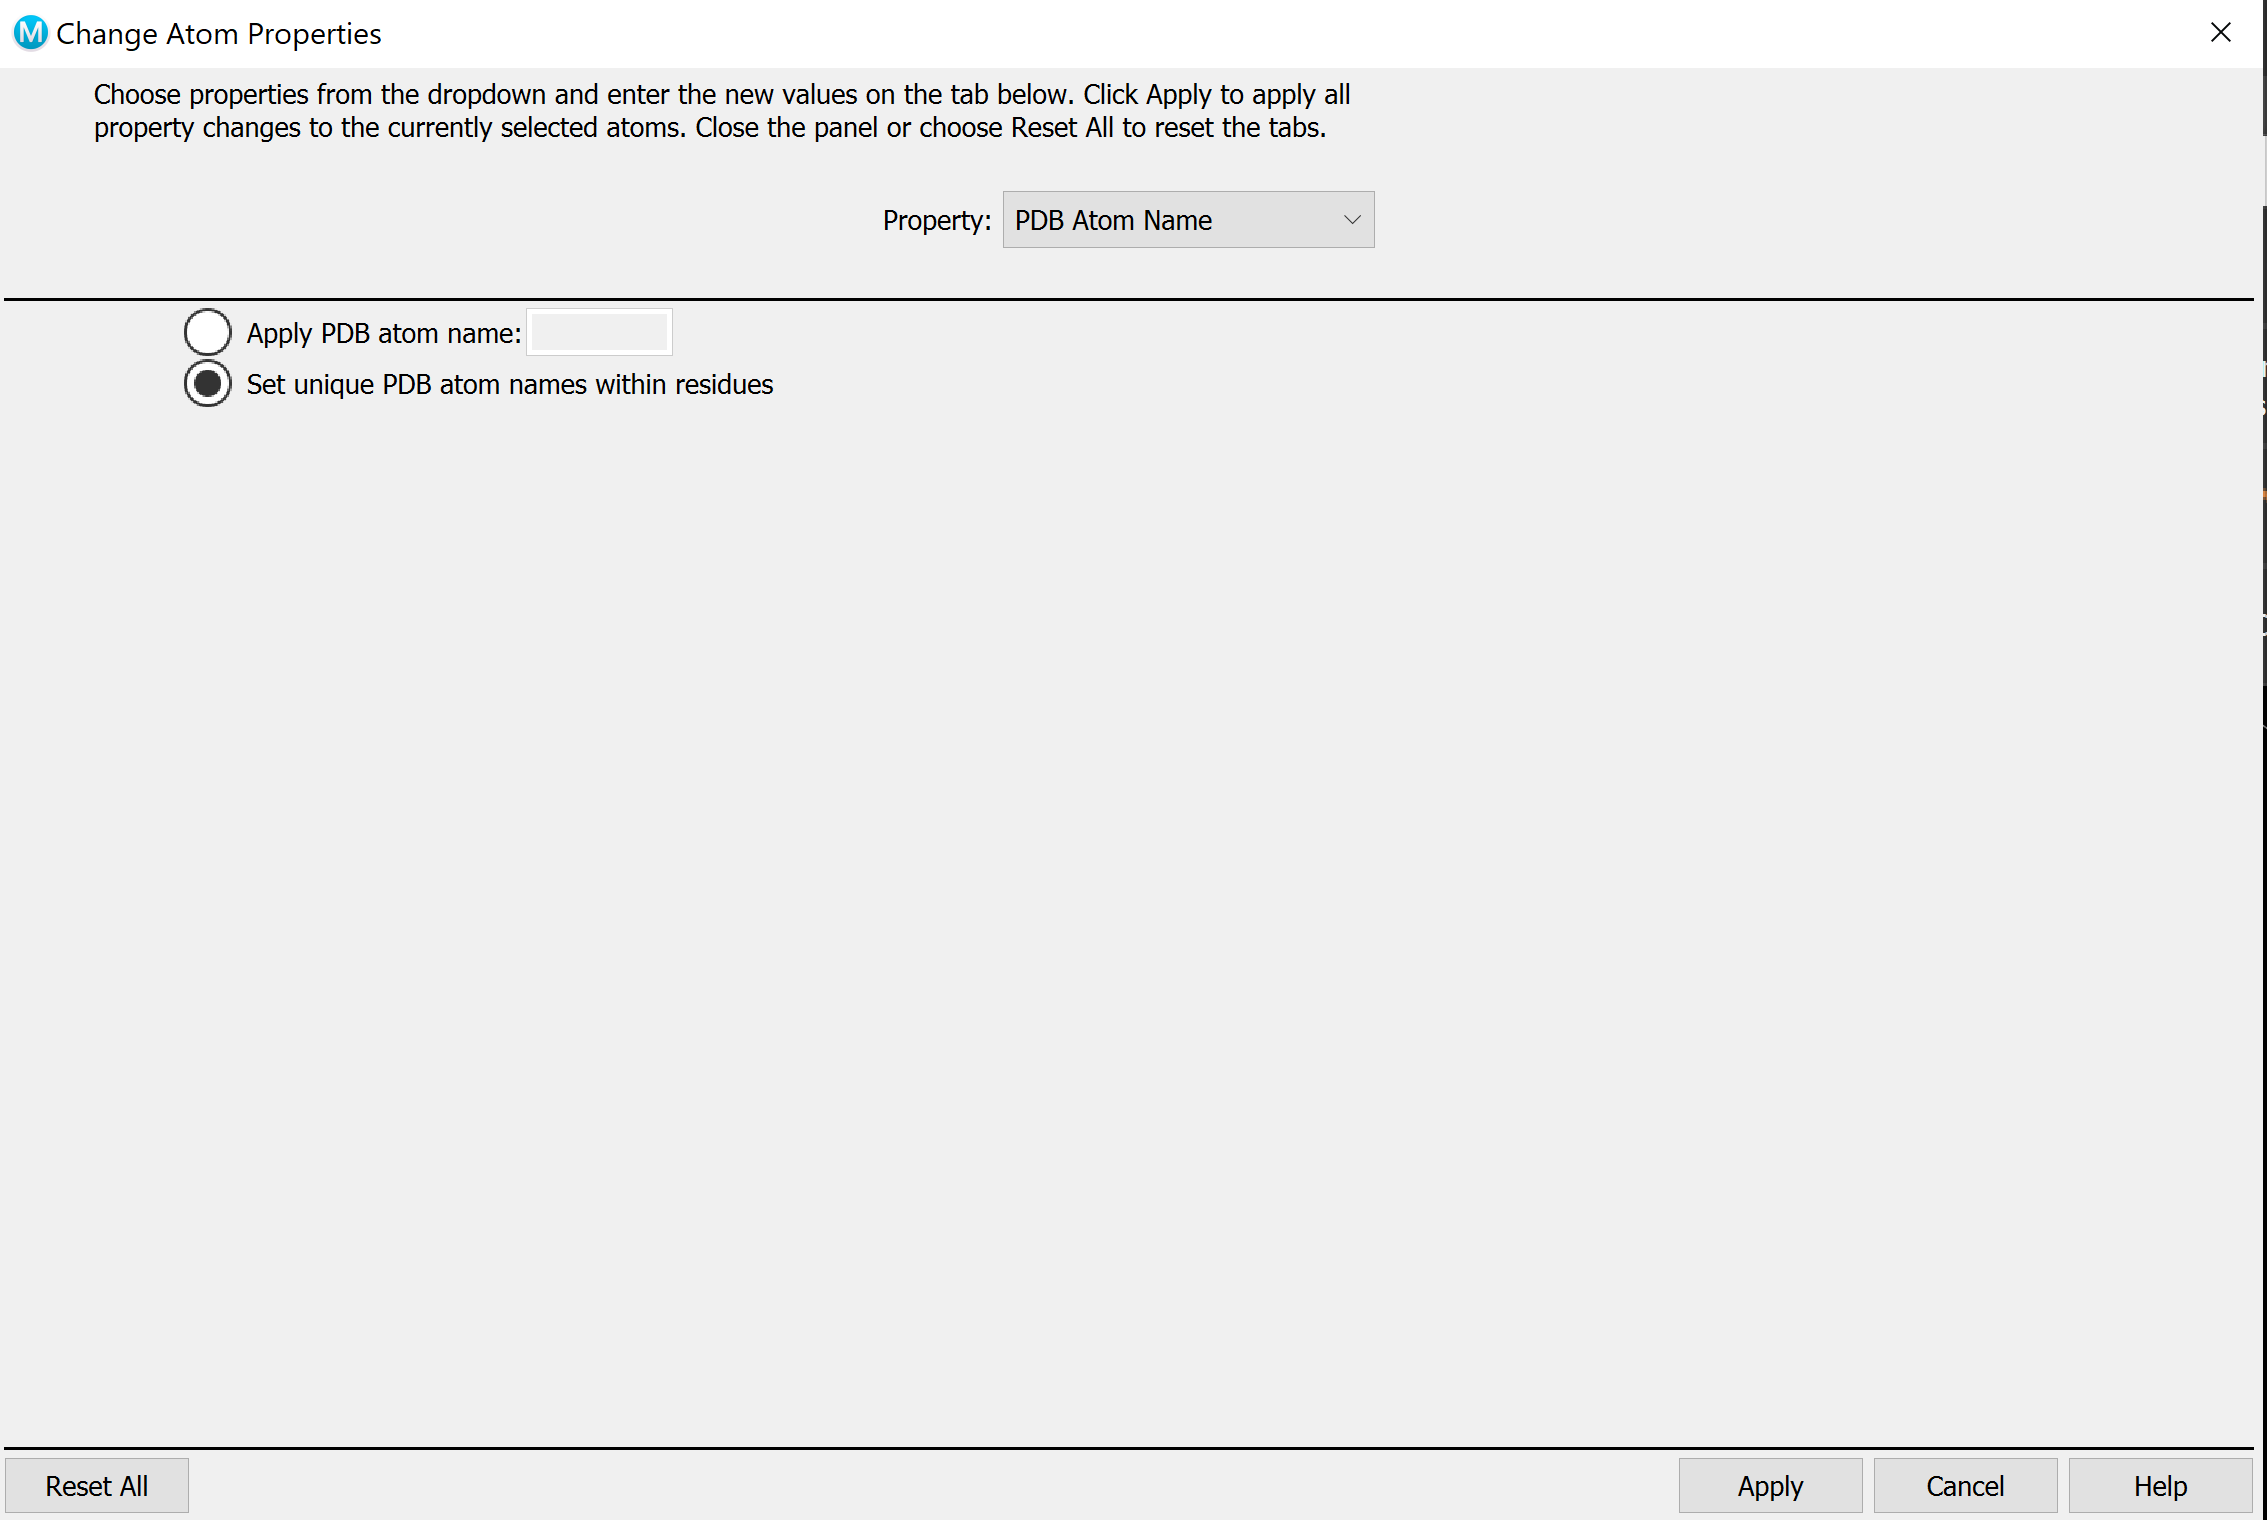 M Change Atom Properties
Choose properties from the dropdown and enter the new values on the tab below. Click Apply to apply all
property changes to the currently selected atoms. Close the panel or choose Reset All to reset the tabs.
Property: PDB Atom Name
Apply PDB atom name:
Set unique PDB atom names within residues
Reset All Apply Cancel Help